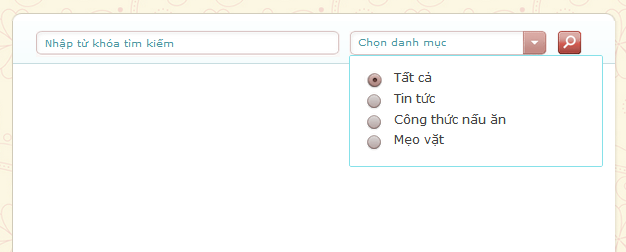 Nhập từ khóa tìm kiếm
Chọn danh mục
Tất cả
Tin tức
Công thức nấu ăn
Mẹo vặt